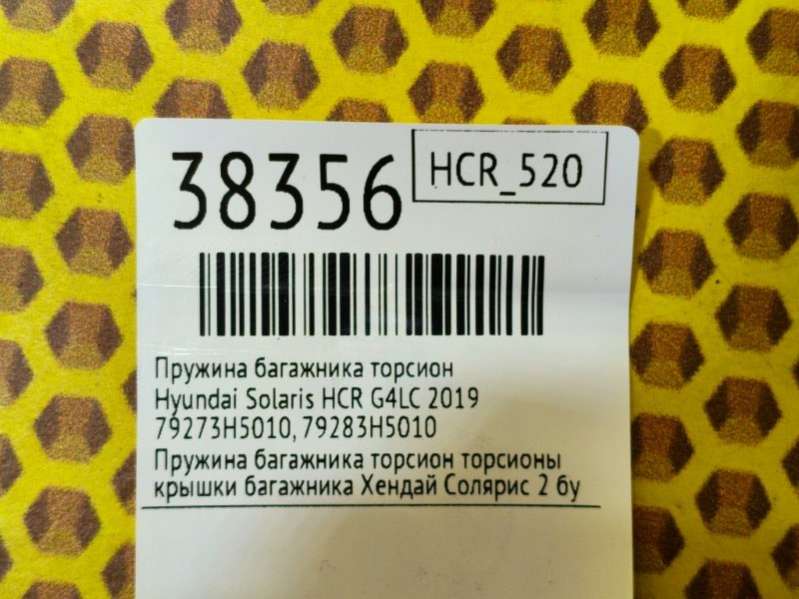 38356
HCR_520
Пружина багажника торсион
Hyundai Solaris HCR G4LC 2019
79273H5010, 79283H5010
Пружина багажника торсион торсионы
крышки багажника Хендай Солярис 2 бу